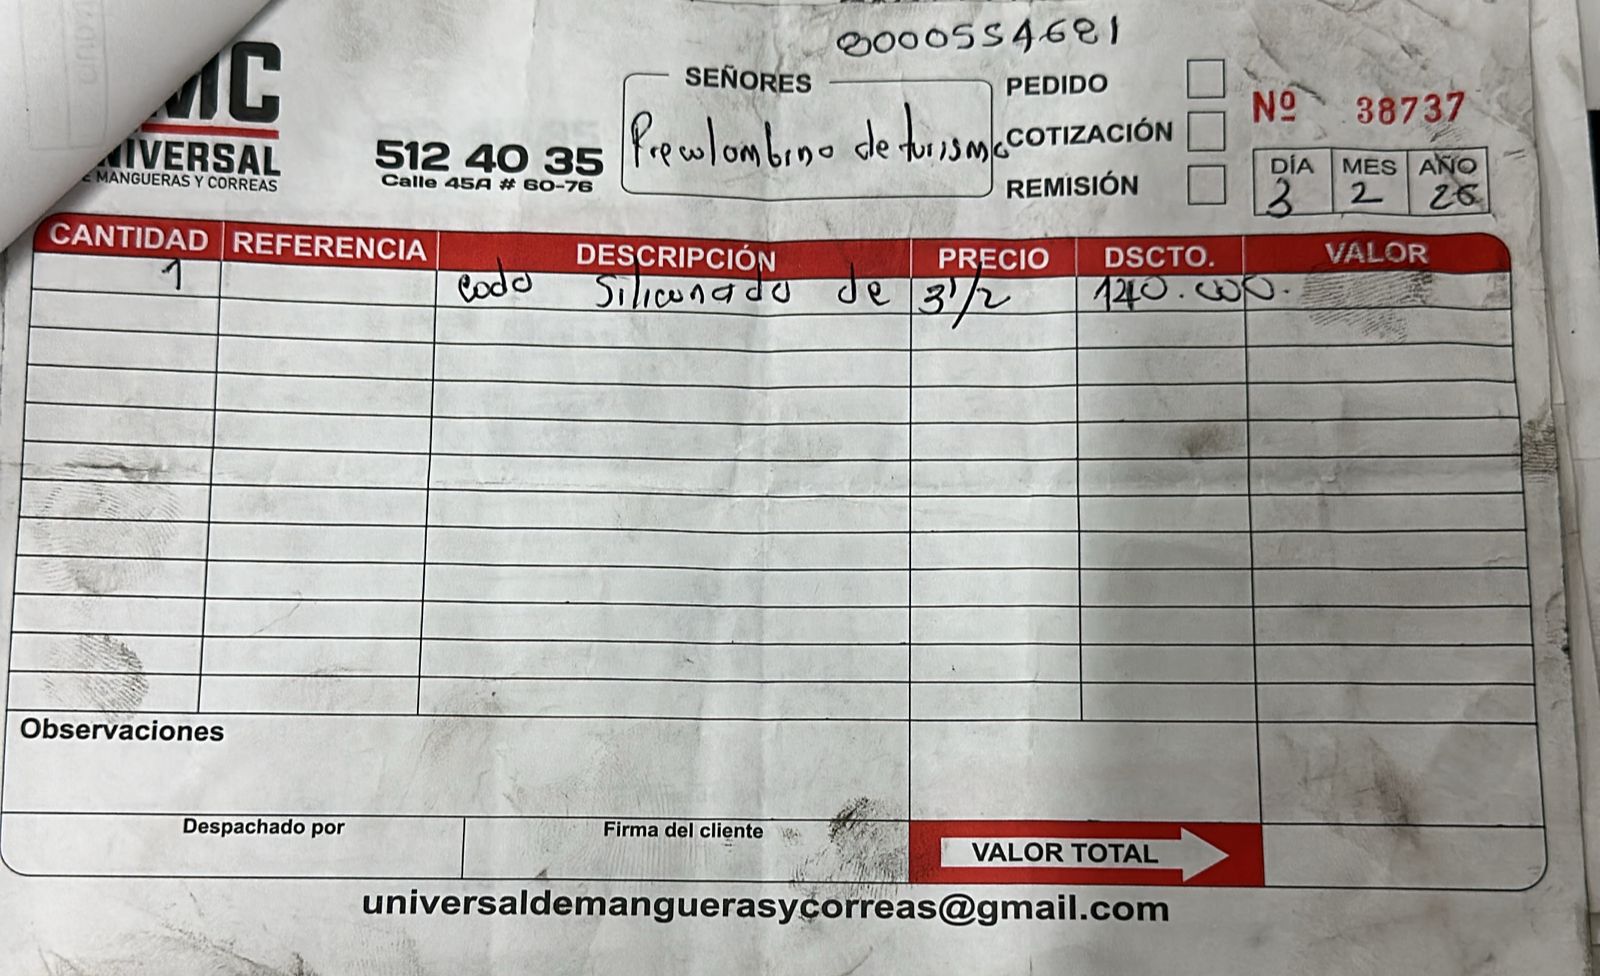 8000554681
MC
NIVERSAL
E MANGUERAS Y CORREAS
512 40 35
Calle 45A # 60-76
SEÑORES
Precolombino de turismo
PEDIDO
COTIZACIÓN
REMISIÓN
Nº 38737
DÍA MES AÑO
3 2 26
CANTIDAD REFERENCIA DESCRIPCIÓN PRECIO DSCTO. VALOR
1 codo Siliconado de 3 1/2 140.000.
Observaciones
Despachado por Firma del cliente VALOR TOTAL
universaldemanguerasycorreas@gmail.com